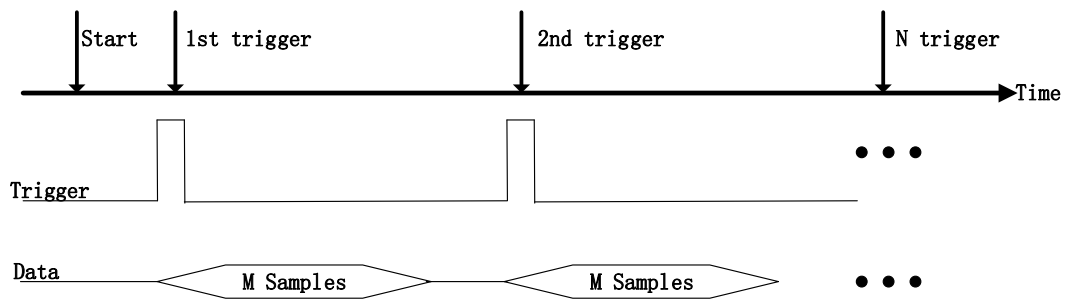 Start
1st trigger
2nd trigger
N trigger
Time
Trigger
Data
M Samples
M Samples